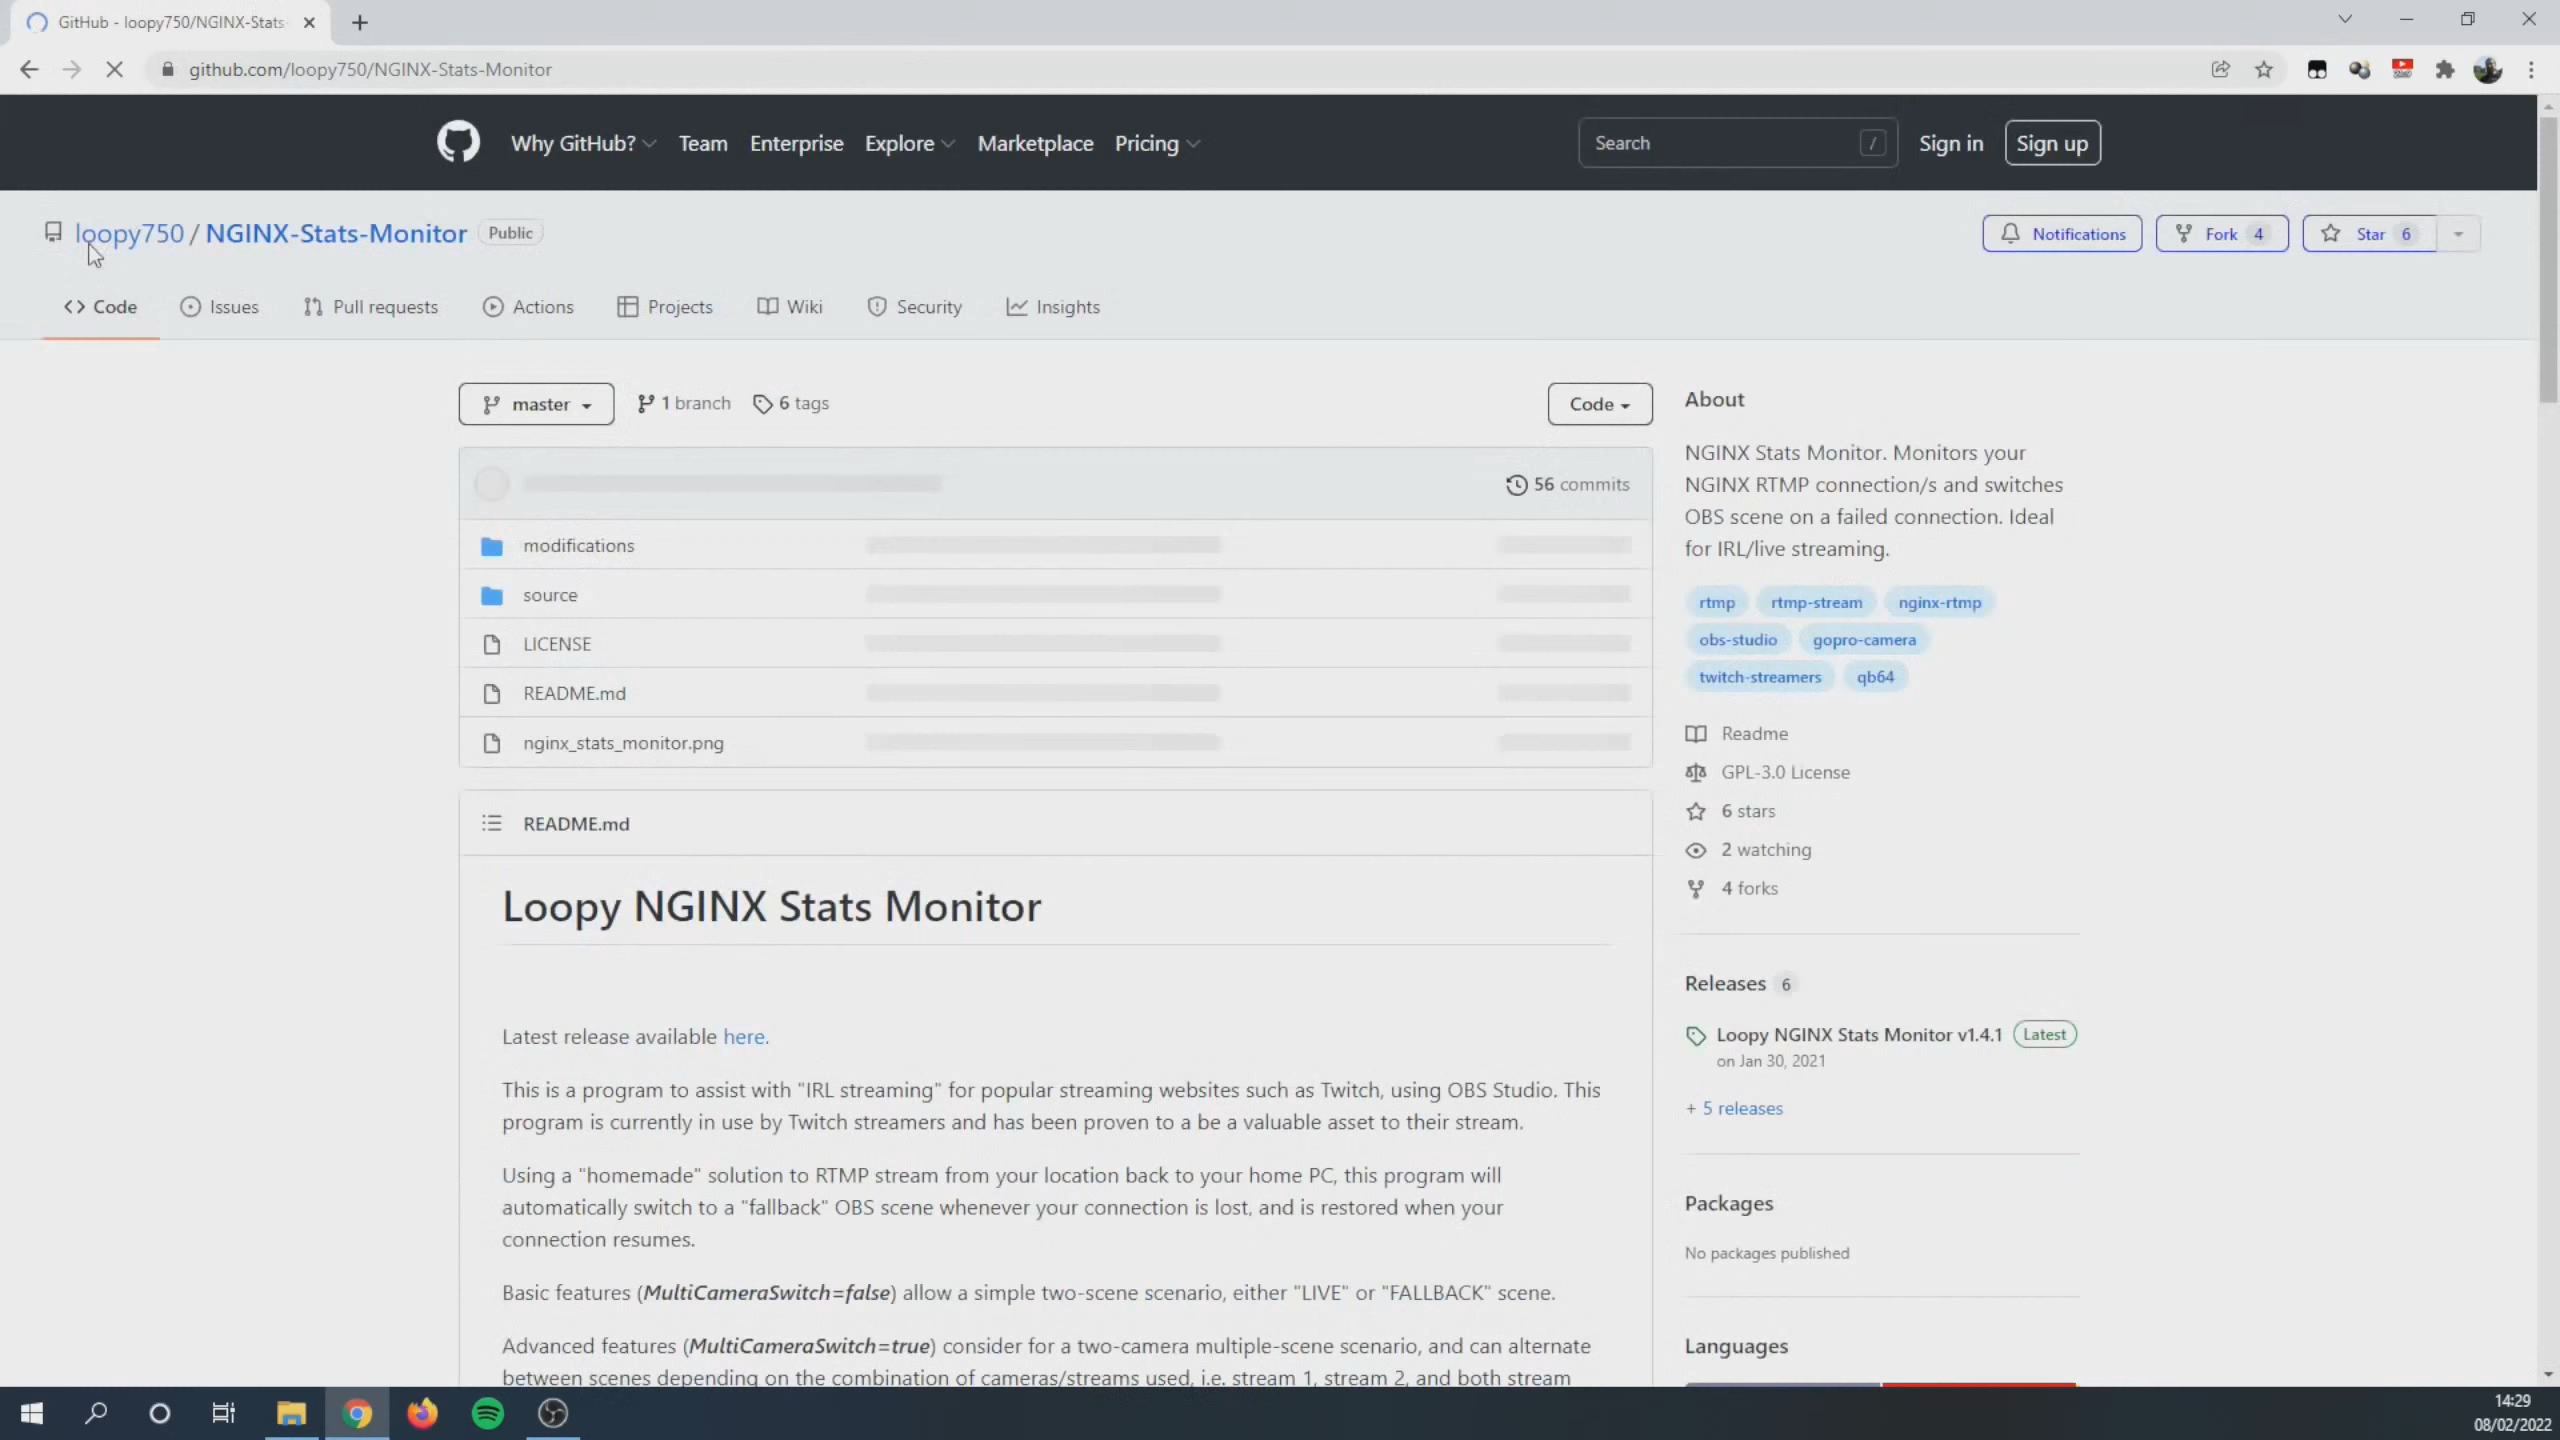 GitHub - loopy750/NGINX-Stats
github.com/loopy750/NGINX-Stats-Monitor
Why GitHub? Team Enterprise Explore Marketplace Pricing Search / Sign in Sign up
loopy750 / NGINX-Stats-Monitor Public Notifications Fork 4 Star 6
Code Issues Pull requests Actions Projects Wiki Security Insights
master 1 branch 6 tags Code
56 commits
modifications
source
LICENSE
README.md
nginx_stats_monitor.png
README.md
Loopy NGINX Stats Monitor
Latest release available here.
This is a program to assist with "IRL streaming" for popular streaming websites such as Twitch, using OBS Studio. This
program is currently in use by Twitch streamers and has been proven to a be a valuable asset to their stream.
Using a "homemade" solution to RTMP stream from your location back to your home PC, this program will
automatically switch to a "fallback" OBS scene whenever your connection is lost, and is restored when your
connection resumes.
Basic features (MultiCameraSwitch=false) allow a simple two-scene scenario, either "LIVE" or "FALLBACK" scene.
Advanced features (MultiCameraSwitch=true) consider for a two-camera multiple-scene scenario, and can alternate
between scenes depending on the combination of cameras/streams used, i.e. stream 1, stream 2, and both stream
About
NGINX Stats Monitor. Monitors your
NGINX RTMP connection/s and switches
OBS scene on a failed connection. Ideal
for IRL/live streaming.
rtmp rtmp-stream nginx-rtmp
obs-studio gopro-camera
twitch-streamers qb64
Readme
GPL-3.0 License
6 stars
2 watching
4 forks
Releases 6
Loopy NGINX Stats Monitor v1.4.1 Latest
on Jan 30, 2021
+ 5 releases
Packages
No packages published
Languages
14:29
08/02/2022